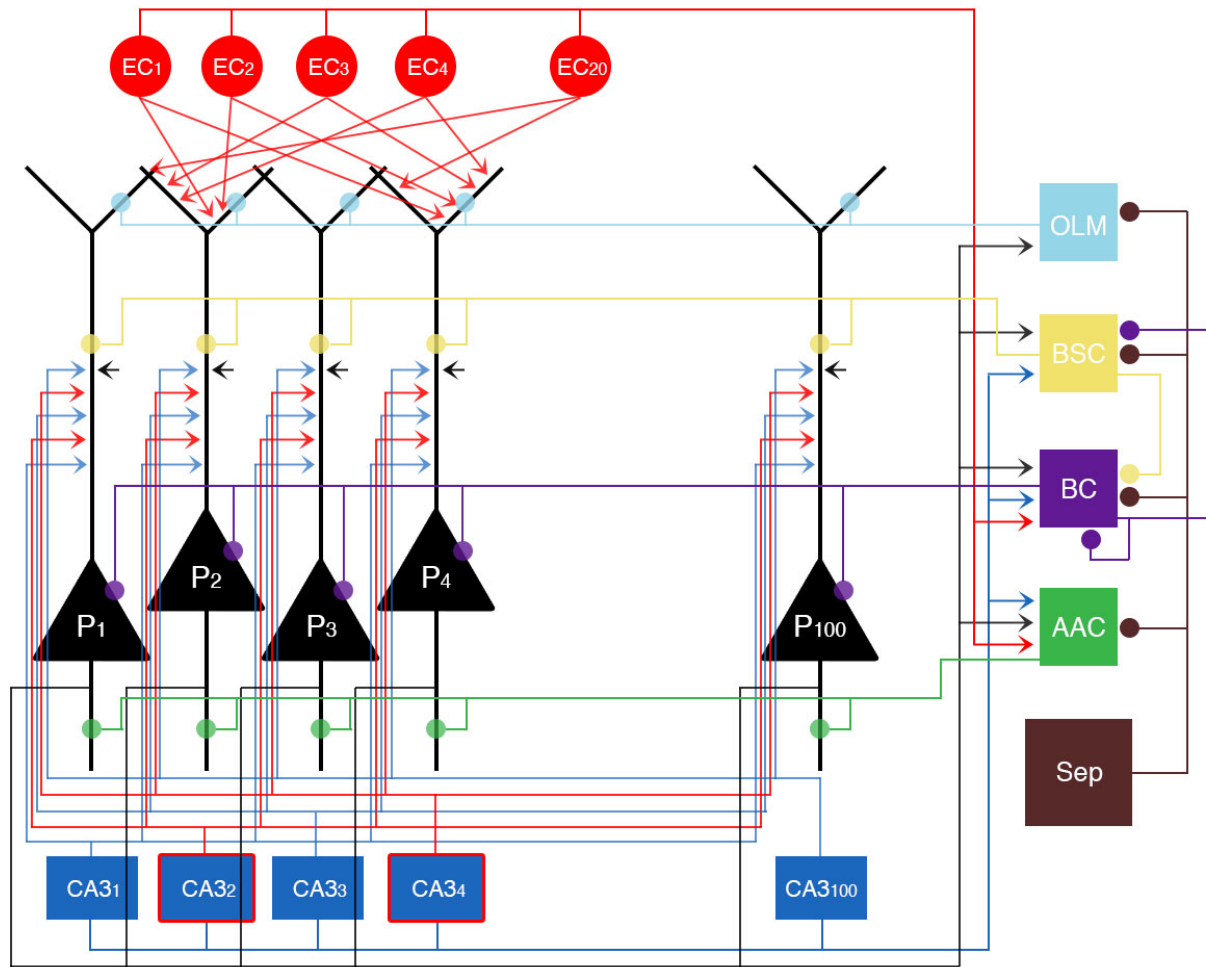 EC1 EC2 EC3 EC4 EC20
OLM
BSC
BC
P2 P4
P1 P3 P100
AAC
Sep
CA31 CA32 CA33 CA34 CA3100